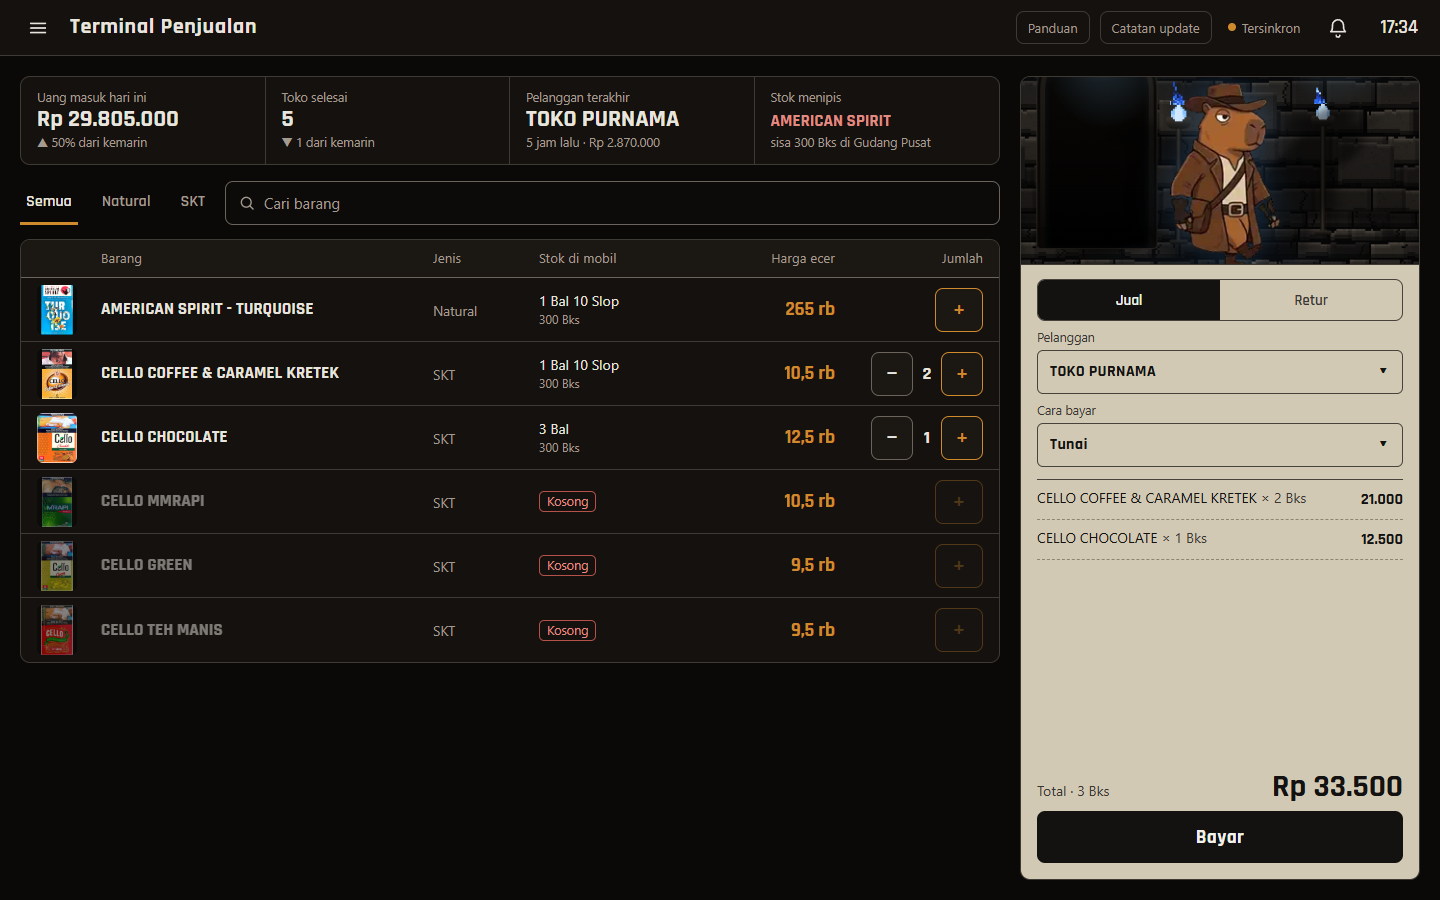 Terminal Penjualan
Panduan
Catatan update
Tersinkron
17:34
Uang masuk hari ini
Rp 29.805.000
▲ 50% dari kemarin
Toko selesai
5
▼ 1 dari kemarin
Pelanggan terakhir
TOKO PURNAMA
5 jam lalu · Rp 2.870.000
Stok menipis
AMERICAN SPIRIT
sisa 300 Bks di Gudang Pusat
Semua
Natural
SKT
Cari barang
Barang Jenis Stok di mobil Harga ecer Jumlah
AMERICAN SPIRIT - TURQUOISE Natural 1 Bal 10 Slop 265 rb +
300 Bks
CELLO COFFEE & CARAMEL KRETEK SKT 1 Bal 10 Slop 10,5 rb − 2 +
300 Bks
CELLO CHOCOLATE SKT 3 Bal 12,5 rb − 1 +
300 Bks
CELLO MMRAPI SKT Kosong 10,5 rb +
CELLO GREEN SKT Kosong 9,5 rb +
CELLO TEH MANIS SKT Kosong 9,5 rb +
Jual
Retur
Pelanggan
TOKO PURNAMA
Cara bayar
Tunai
CELLO COFFEE & CARAMEL KRETEK × 2 Bks 21.000
CELLO CHOCOLATE × 1 Bks 12.500
Total · 3 Bks Rp 33.500
Bayar